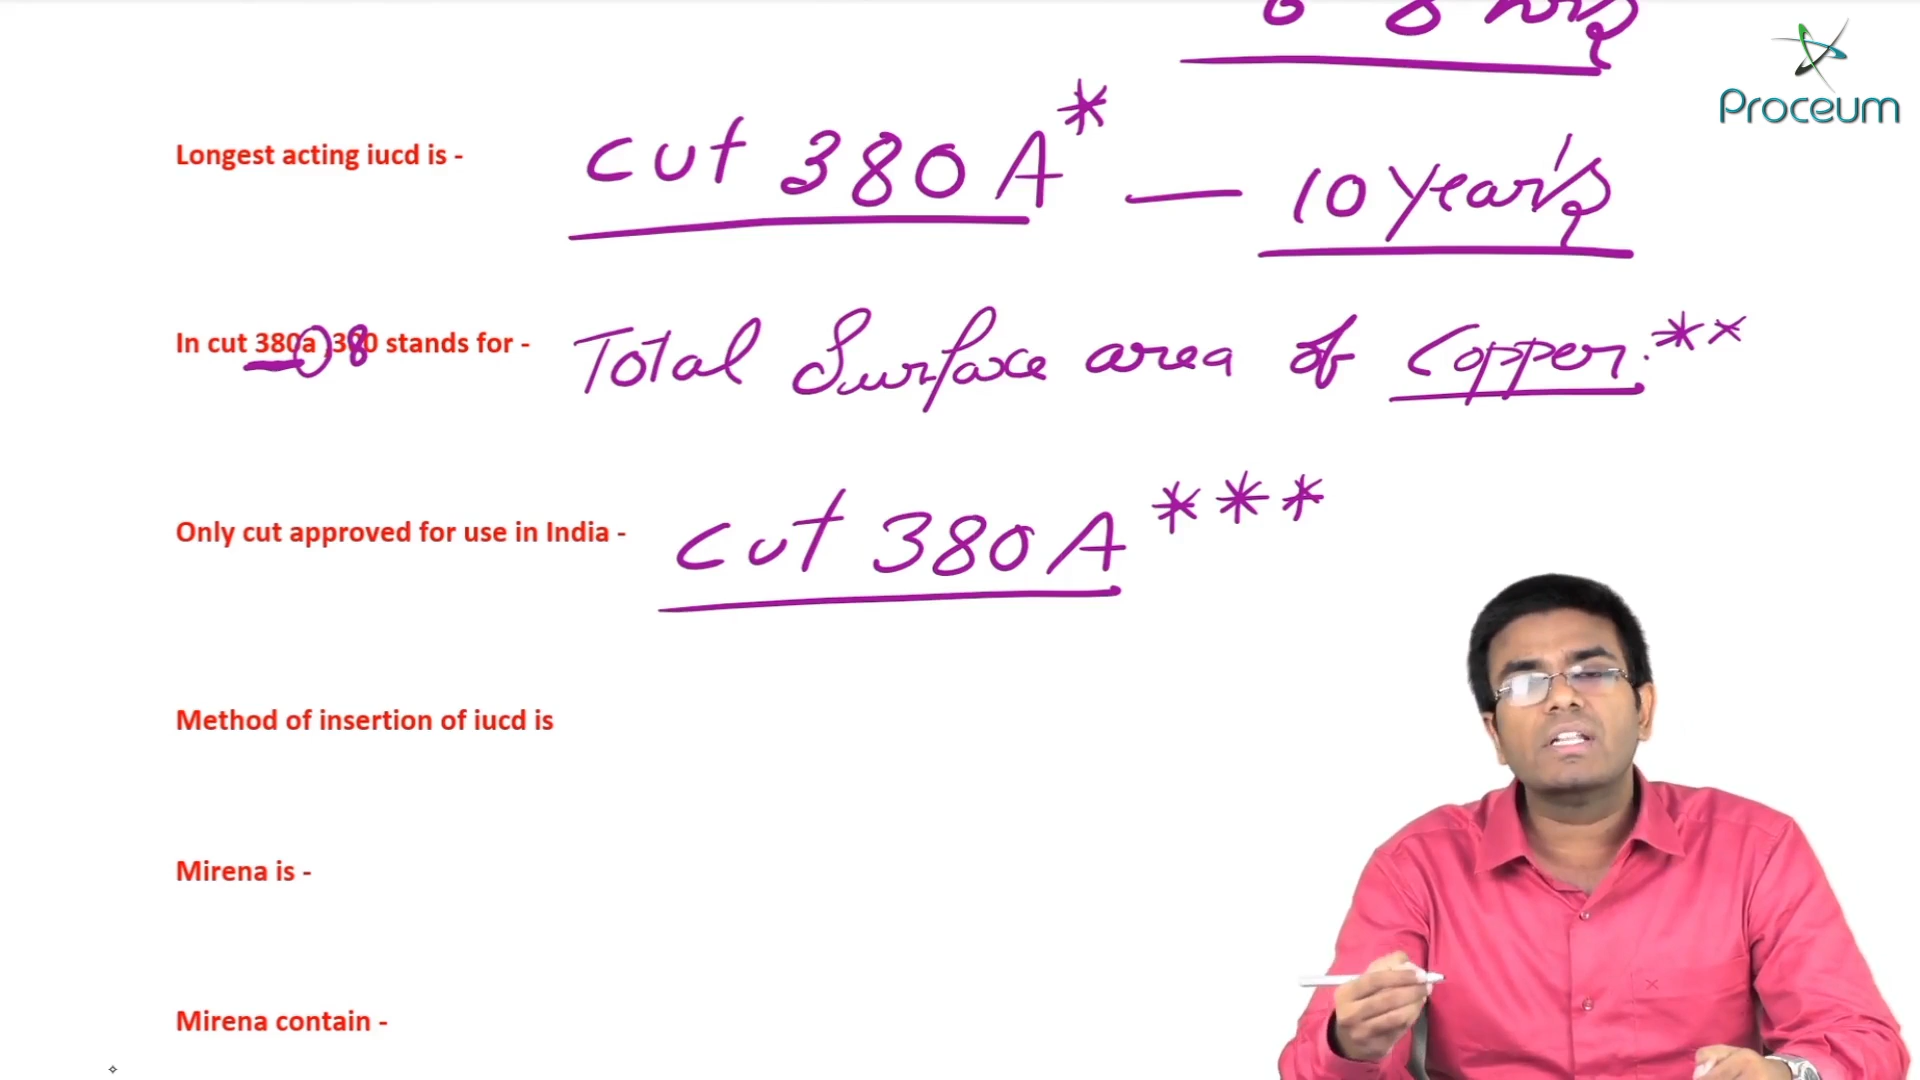 8 hrs
Proceum
Longest acting iucd is - cut 380 A* — 10 years
In cut 380a ,380 stands for - Total Surface area of Copper.**
Only cut approved for use in India - cut 380 A***
Method of insertion of iucd is
Mirena is -
Mirena contain -